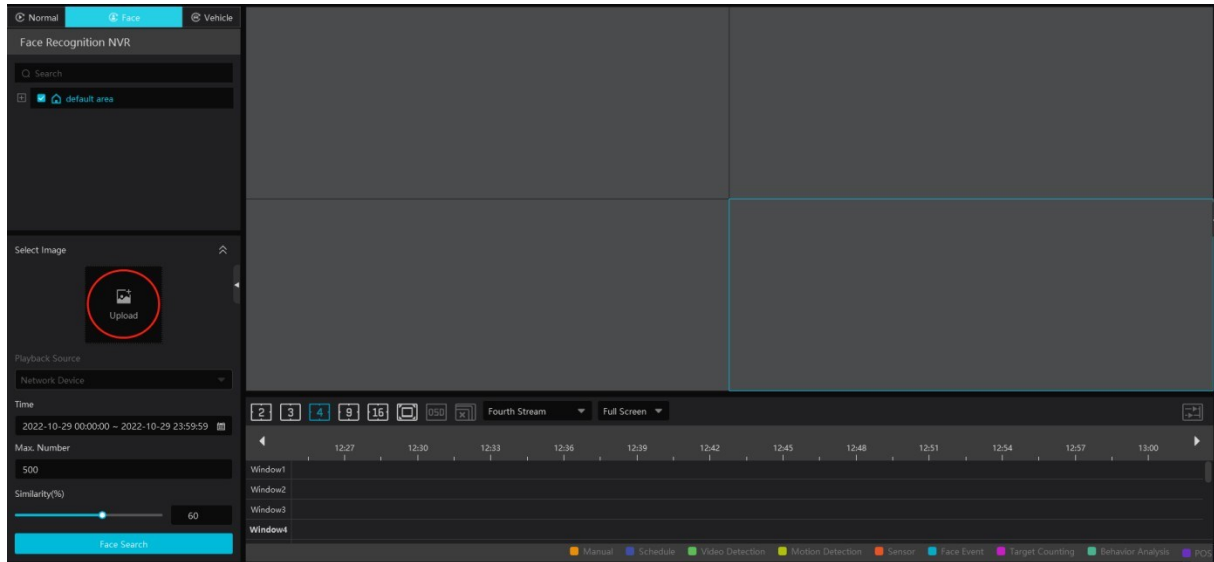 Normal Face Vehicle
Face Recognition NVR
Search
default area
Select Image
Upload
Playback Source
Network Device
Time
2022-10-29 00:00:00 ~ 2022-10-29 23:59:59
Max. Number
500
Similarity(%)
60
Face Search
2 3 4 9 16 OSD Fourth Stream Full Screen
12:27 12:30 12:33 12:36 12:39 12:42 12:45 12:48 12:51 12:54 12:57 13:00
Window1
Window2
Window3
Window4
Manual Schedule Video Detection Motion Detection Sensor Face Event Target Counting Behavior Analysis POS